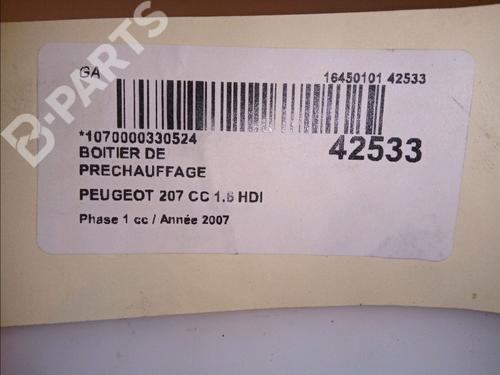 B-PARTS
GA
16450101 42533
*1070000330524
42533
BOITIER DE
PRECHAUFFAGE
PEUGEOT 207 CC 1.6 HDI
Phase 1 cc / Année 2007